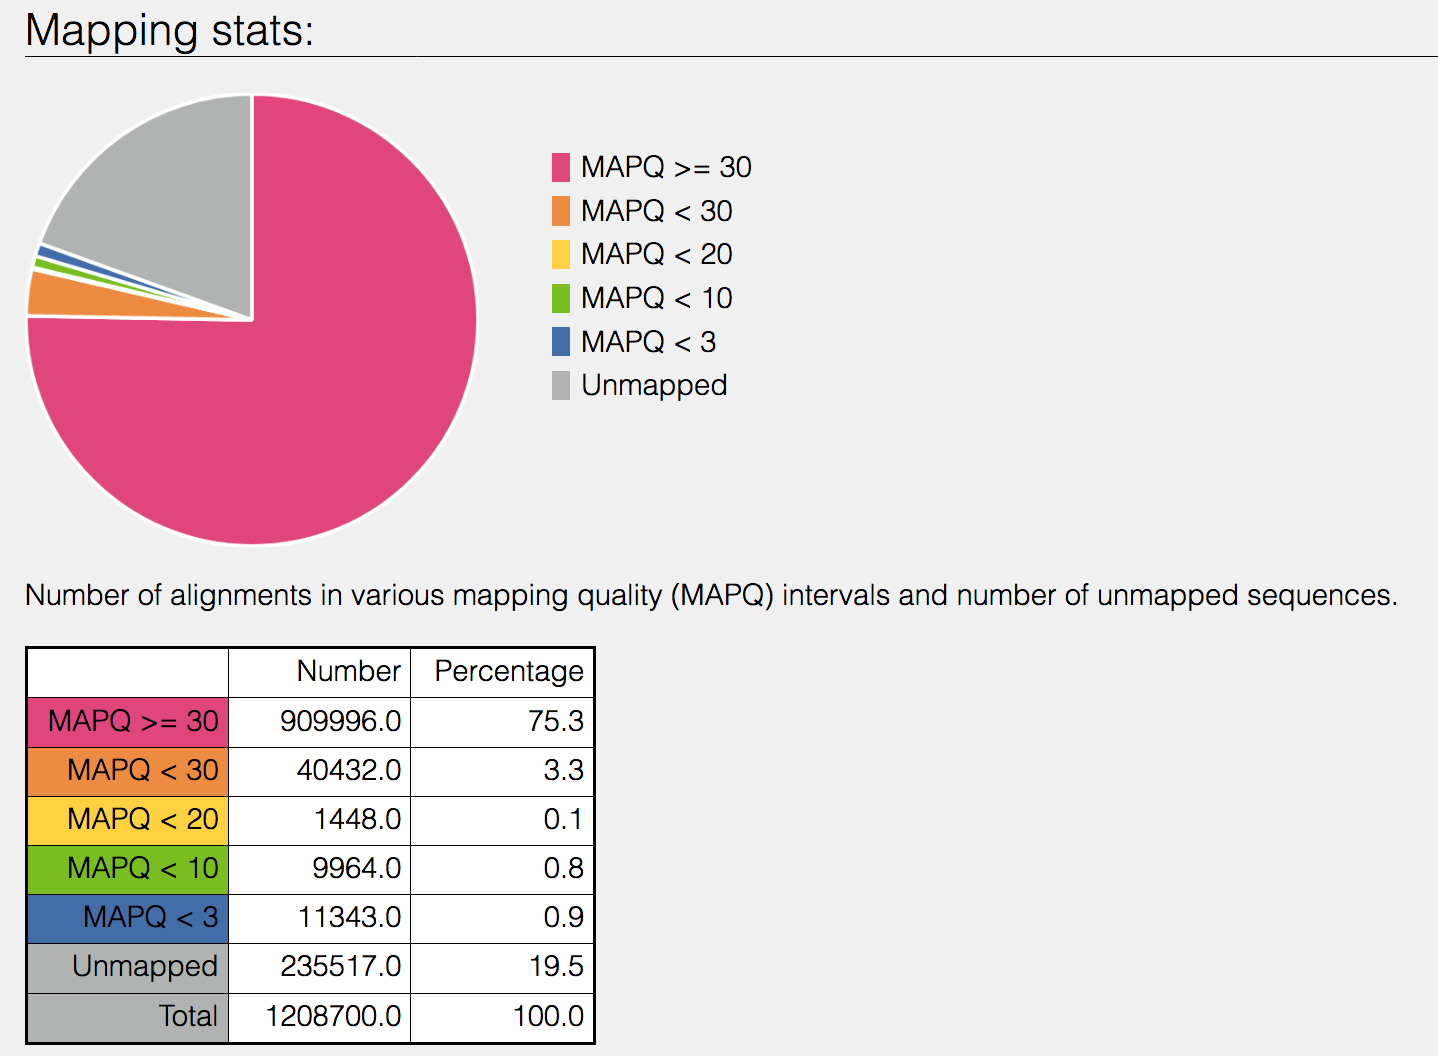 Mapping stats:
MAPQ >= 30
MAPQ < 30
MAPQ < 20
MAPQ < 10
MAPQ < 3
Unmapped
Number of alignments in various mapping quality (MAPQ) intervals and number of unmapped sequences.
Number Percentage
MAPQ >= 30 909996.0 75.3
MAPQ < 30 40432.0 3.3
MAPQ < 20 1448.0 0.1
MAPQ < 10 9964.0 0.8
MAPQ < 3 11343.0 0.9
Unmapped 235517.0 19.5
Total 1208700.0 100.0